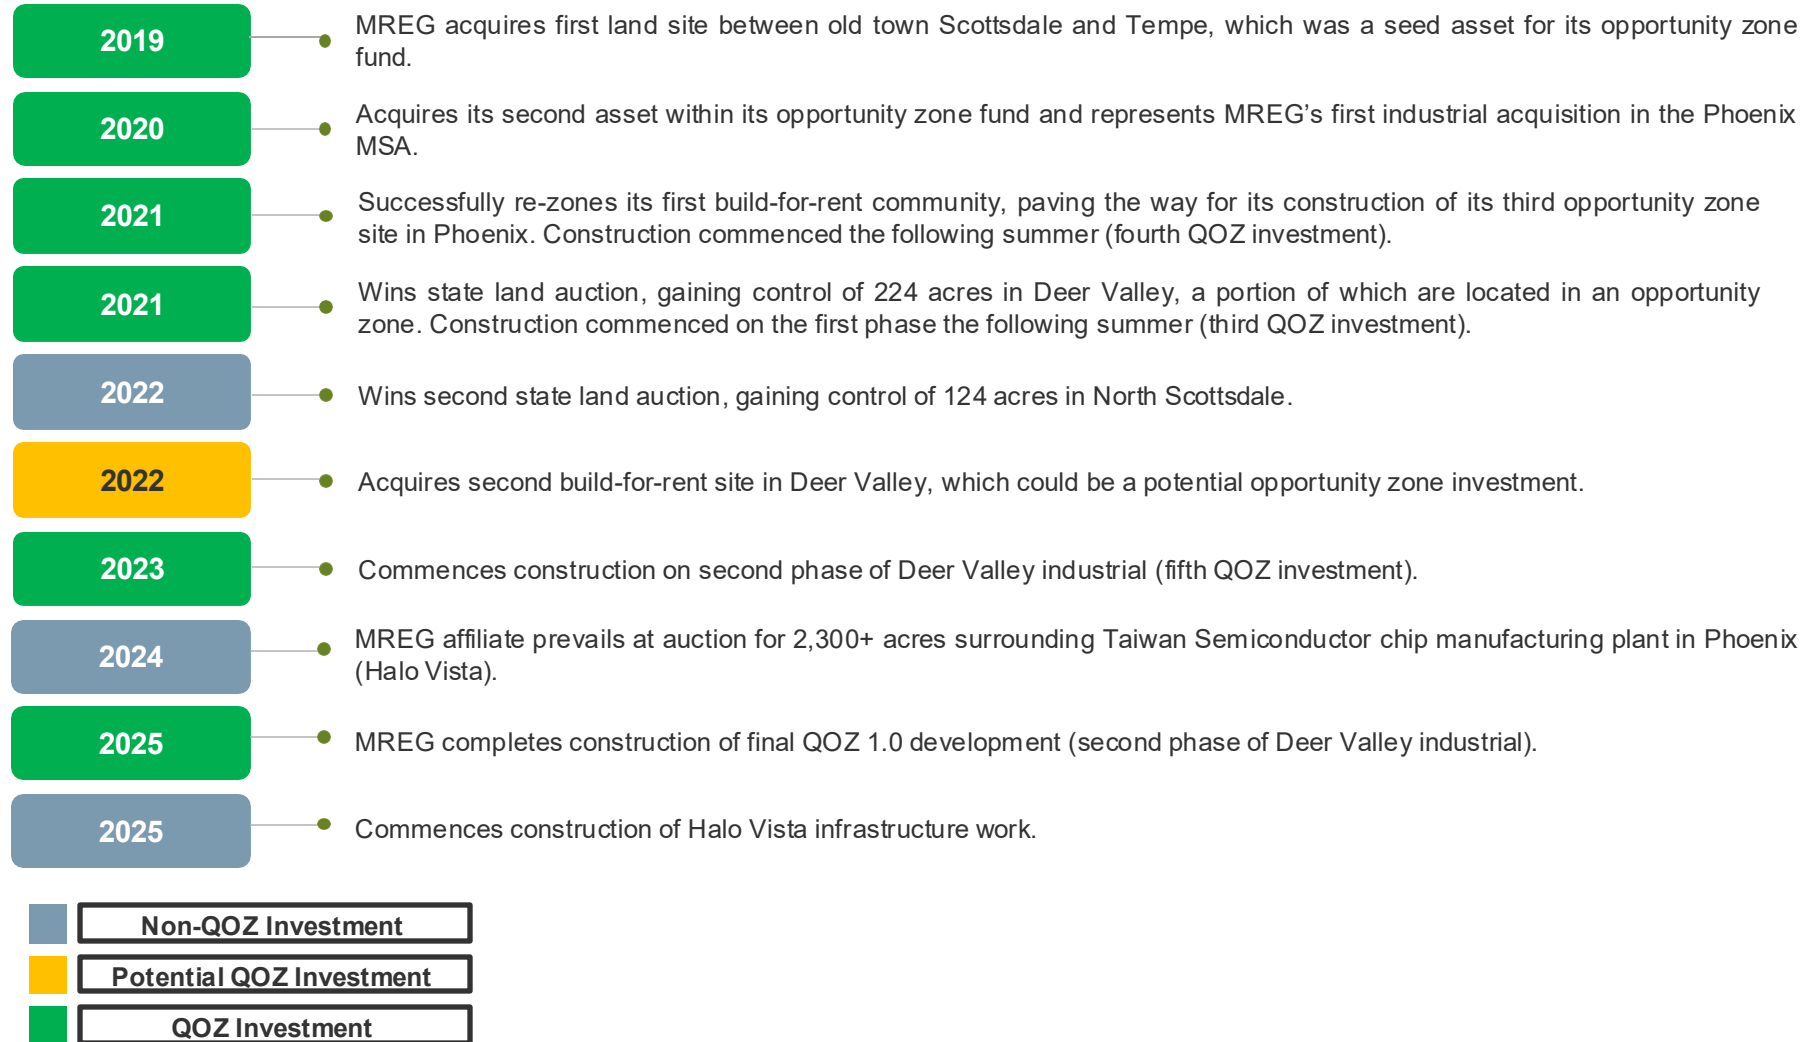 2019
MREG acquires first land site between old town Scottsdale and Tempe, which was a seed asset for its opportunity zone
fund.
2020
Acquires its second asset within its opportunity zone fund and represents MREG’s first industrial acquisition in the Phoenix
MSA.
2021
Successfully re-zones its first build-for-rent community, paving the way for its construction of its third opportunity zone
site in Phoenix. Construction commenced the following summer (fourth QOZ investment).
2021
Wins state land auction, gaining control of 224 acres in Deer Valley, a portion of which are located in an opportunity
zone. Construction commenced on the first phase the following summer (third QOZ investment).
2022
Wins second state land auction, gaining control of 124 acres in North Scottsdale.
2022
Acquires second build-for-rent site in Deer Valley, which could be a potential opportunity zone investment.
2023
Commences construction on second phase of Deer Valley industrial (fifth QOZ investment).
2024
MREG affiliate prevails at auction for 2,300+ acres surrounding Taiwan Semiconductor chip manufacturing plant in Phoenix
(Halo Vista).
2025
MREG completes construction of final QOZ 1.0 development (second phase of Deer Valley industrial).
2025
Commences construction of Halo Vista infrastructure work.
Non-QOZ Investment
Potential QOZ Investment
QOZ Investment